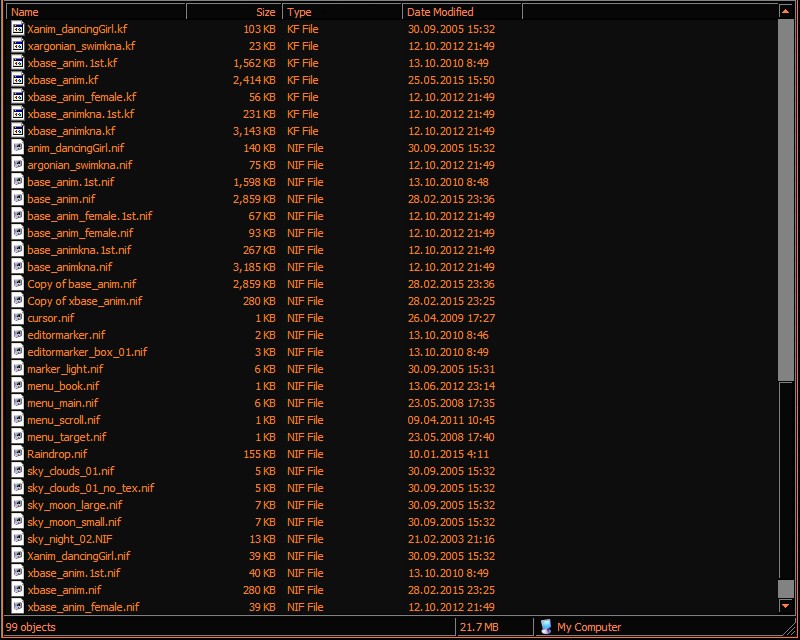 Name Size Type Date Modified
Xanim_dancingGirl.kf 103 KB KF File 30.09.2005 15:32
xargonian_swimkna.kf 23 KB KF File 12.10.2012 21:49
xbase_anim.1st.kf 1,562 KB KF File 13.10.2010 8:49
xbase_anim.kf 2,414 KB KF File 25.05.2015 15:50
xbase_anim_female.kf 56 KB KF File 12.10.2012 21:49
xbase_animkna.1st.kf 231 KB KF File 12.10.2012 21:49
xbase_animkna.kf 3,143 KB KF File 12.10.2012 21:49
anim_dancingGirl.nif 140 KB NIF File 30.09.2005 15:32
argonian_swimkna.nif 75 KB NIF File 12.10.2012 21:49
base_anim.1st.nif 1,598 KB NIF File 13.10.2010 8:48
base_anim.nif 2,859 KB NIF File 28.02.2015 23:36
base_anim_female.1st.nif 67 KB NIF File 12.10.2012 21:49
base_anim_female.nif 93 KB NIF File 12.10.2012 21:49
base_animkna.1st.nif 267 KB NIF File 12.10.2012 21:49
base_animkna.nif 3,185 KB NIF File 12.10.2012 21:49
Copy of base_anim.nif 2,859 KB NIF File 28.02.2015 23:36
Copy of xbase_anim.nif 280 KB NIF File 28.02.2015 23:25
cursor.nif 1 KB NIF File 26.04.2009 17:27
editormarker.nif 2 KB NIF File 13.10.2010 8:46
editormarker_box_01.nif 3 KB NIF File 13.10.2010 8:49
marker_light.nif 6 KB NIF File 30.09.2005 15:31
menu_book.nif 1 KB NIF File 13.06.2012 23:14
menu_main.nif 6 KB NIF File 23.05.2008 17:35
menu_scroll.nif 1 KB NIF File 09.04.2011 10:45
menu_target.nif 1 KB NIF File 23.05.2008 17:40
Raindrop.nif 155 KB NIF File 10.01.2015 4:11
sky_clouds_01.nif 5 KB NIF File 30.09.2005 15:32
sky_clouds_01_no_tex.nif 5 KB NIF File 30.09.2005 15:32
sky_moon_large.nif 7 KB NIF File 30.09.2005 15:32
sky_moon_small.nif 7 KB NIF File 30.09.2005 15:32
sky_night_02.NIF 13 KB NIF File 21.02.2003 21:16
Xanim_dancingGirl.nif 39 KB NIF File 30.09.2005 15:32
xbase_anim.1st.nif 40 KB NIF File 13.10.2010 8:49
xbase_anim.nif 280 KB NIF File 28.02.2015 23:25
xbase_anim_female.nif 39 KB NIF File 12.10.2012 21:49
99 objects 21.7 MB My Computer